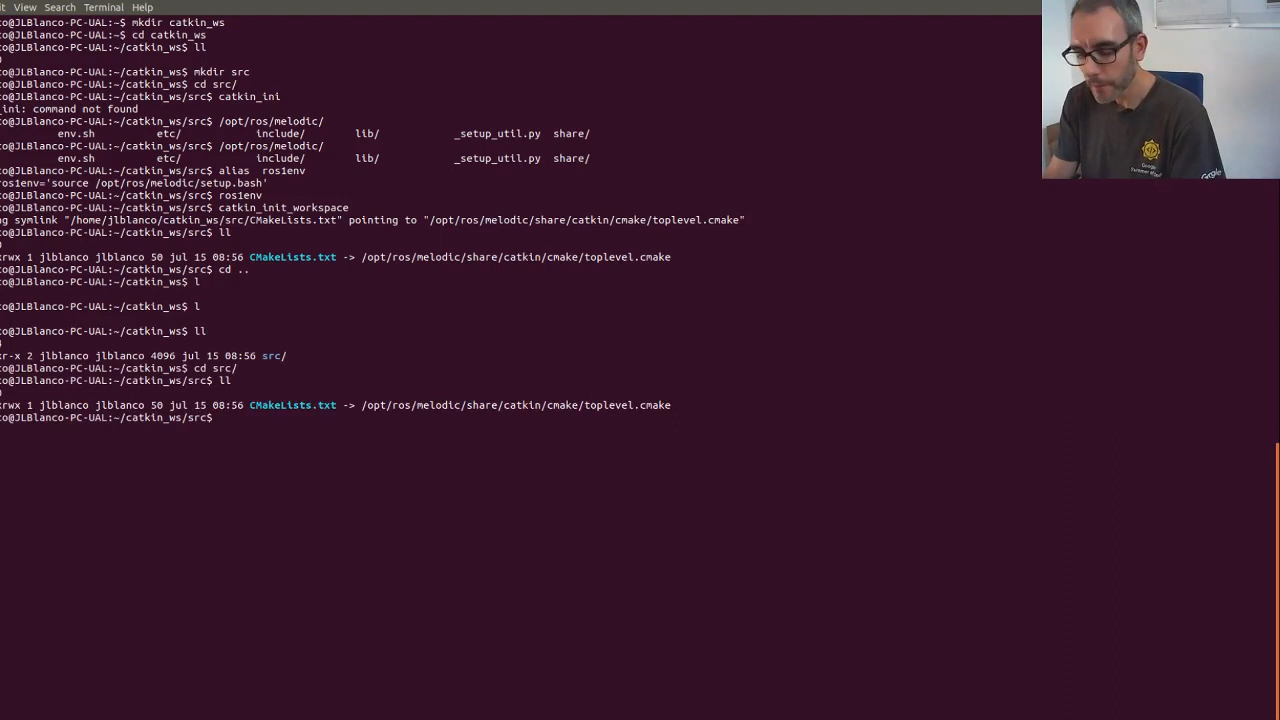 it View Search Terminal Help
co@JLBlanco-PC-UAL:~$ mkdir catkin_ws
co@JLBlanco-PC-UAL:~$ cd catkin_ws
co@JLBlanco-PC-UAL:~/catkin_ws$ ll
0
co@JLBlanco-PC-UAL:~/catkin_ws$ mkdir src
co@JLBlanco-PC-UAL:~/catkin_ws$ cd src/
co@JLBlanco-PC-UAL:~/catkin_ws/src$ catkin_ini
_ini: command not found
co@JLBlanco-PC-UAL:~/catkin_ws/src$ /opt/ros/melodic/
env.sh etc/ include/ lib/ _setup_util.py share/
co@JLBlanco-PC-UAL:~/catkin_ws/src$ /opt/ros/melodic/
env.sh etc/ include/ lib/ _setup_util.py share/
co@JLBlanco-PC-UAL:~/catkin_ws/src$ alias ros1env
ros1env='source /opt/ros/melodic/setup.bash'
co@JLBlanco-PC-UAL:~/catkin_ws/src$ ros1env
co@JLBlanco-PC-UAL:~/catkin_ws/src$ catkin_init_workspace
ng symlink "/home/jlblanco/catkin_ws/src/CMakeLists.txt" pointing to "/opt/ros/melodic/share/catkin/cmake/toplevel.cmake"
co@JLBlanco-PC-UAL:~/catkin_ws/src$ ll
0
xrwx 1 jlblanco jlblanco 50 jul 15 08:56 CMakeLists.txt -> /opt/ros/melodic/share/catkin/cmake/toplevel.cmake
co@JLBlanco-PC-UAL:~/catkin_ws/src$ cd ..
co@JLBlanco-PC-UAL:~/catkin_ws$ l
co@JLBlanco-PC-UAL:~/catkin_ws$ l
co@JLBlanco-PC-UAL:~/catkin_ws$ ll
4
xr-x 2 jlblanco jlblanco 4096 jul 15 08:56 src/
co@JLBlanco-PC-UAL:~/catkin_ws$ cd src/
co@JLBlanco-PC-UAL:~/catkin_ws/src$ ll
0
xrwx 1 jlblanco jlblanco 50 jul 15 08:56 CMakeLists.txt -> /opt/ros/melodic/share/catkin/cmake/toplevel.cmake
co@JLBlanco-PC-UAL:~/catkin_ws/src$
Google
Summer